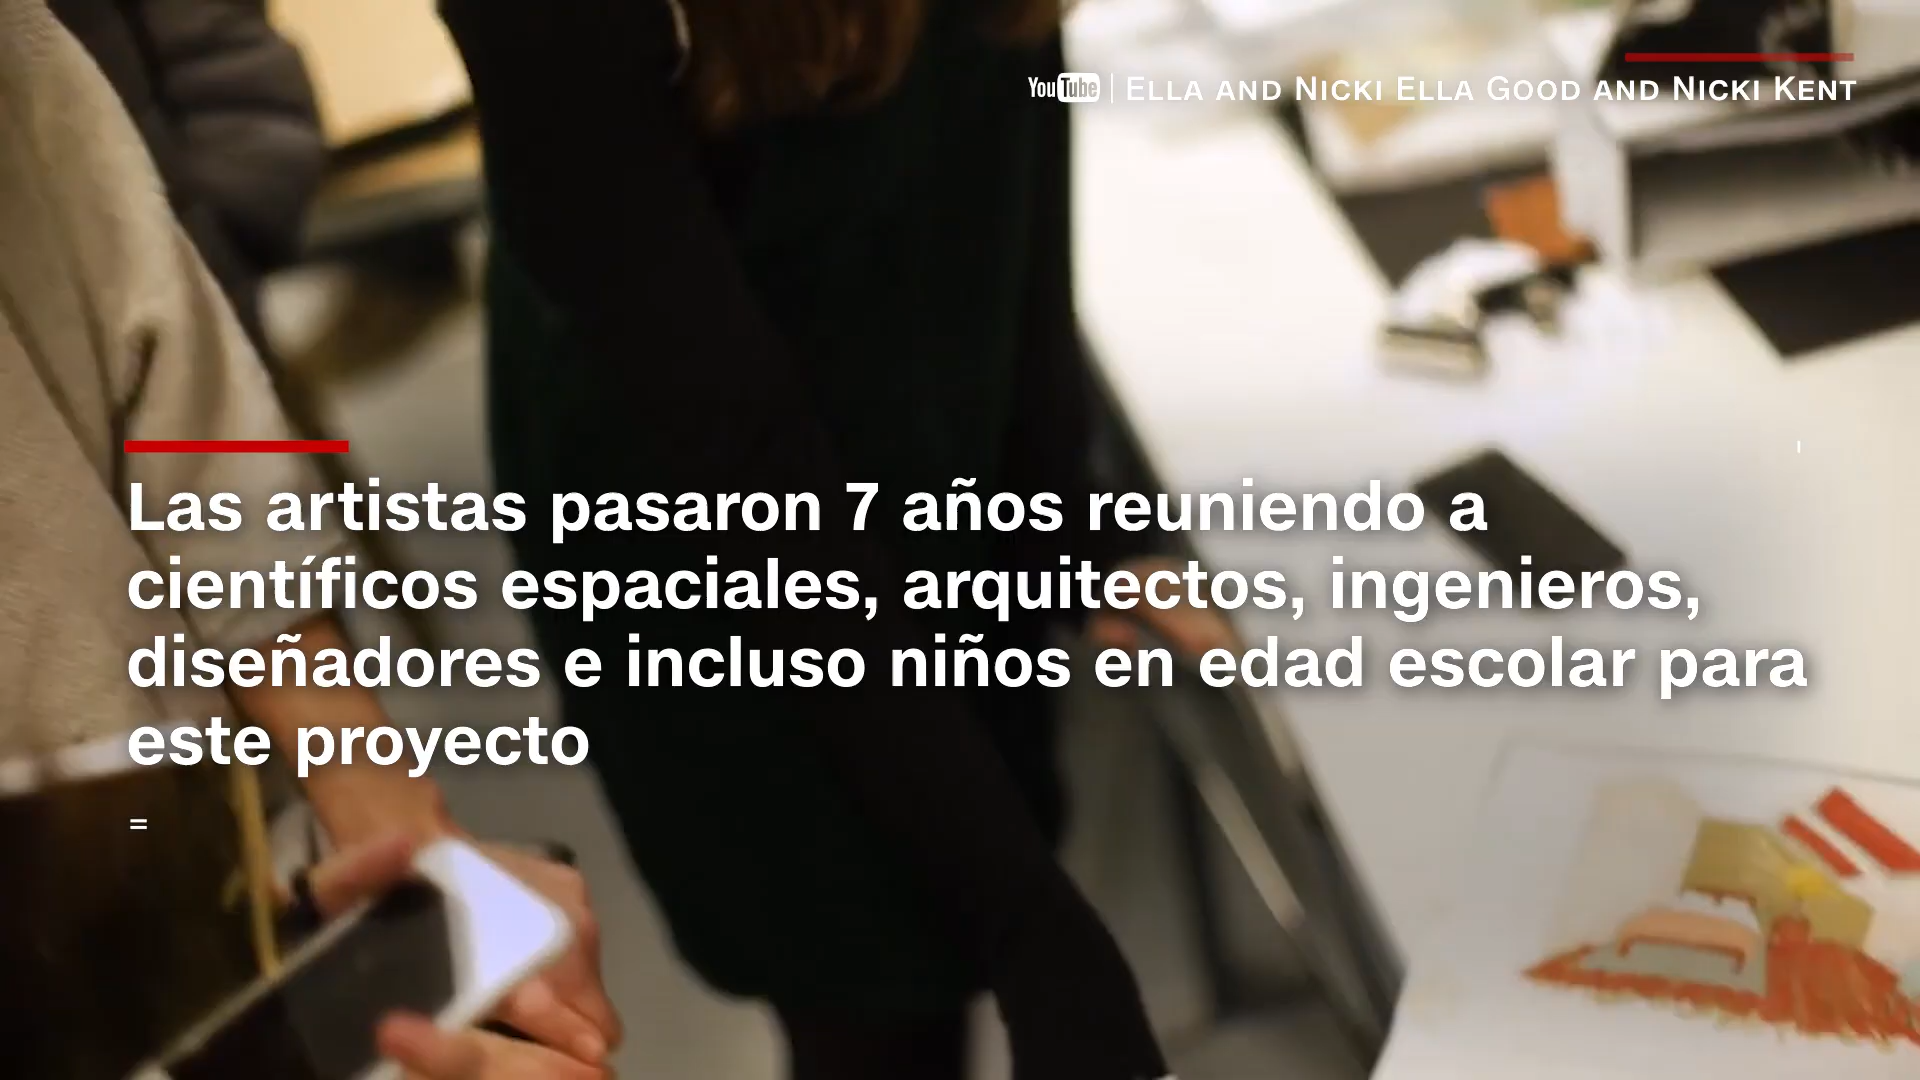 YouTube | Ella and Nicki Ella Good and Nicki Kent
Las artistas pasaron 7 años reuniendo a
científicos espaciales, arquitectos, ingenieros,
diseñadores e incluso niños en edad escolar para
este proyecto
=